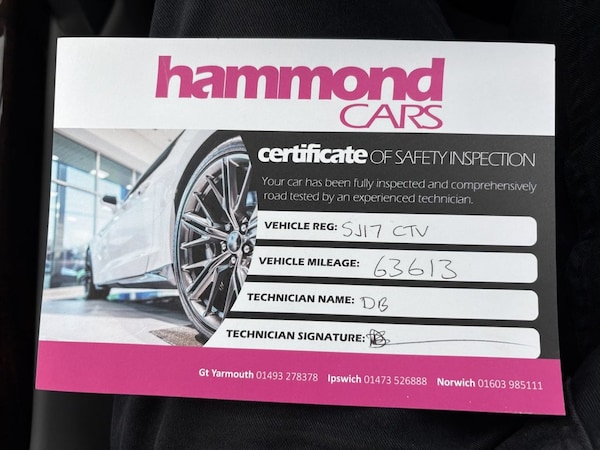 hammond
CARS
certificate OF SAFETY INSPECTION
Your car has been fully inspected and comprehensively
road tested by an experienced technician.
VEHICLE REG: SJ17 CTV
VEHICLE MILEAGE: 63613
TECHNICIAN NAME: DB
TECHNICIAN SIGNATURE: DB
Gt Yarmouth 01493 278378 Ipswich 01473 526888 Norwich 01603 985111